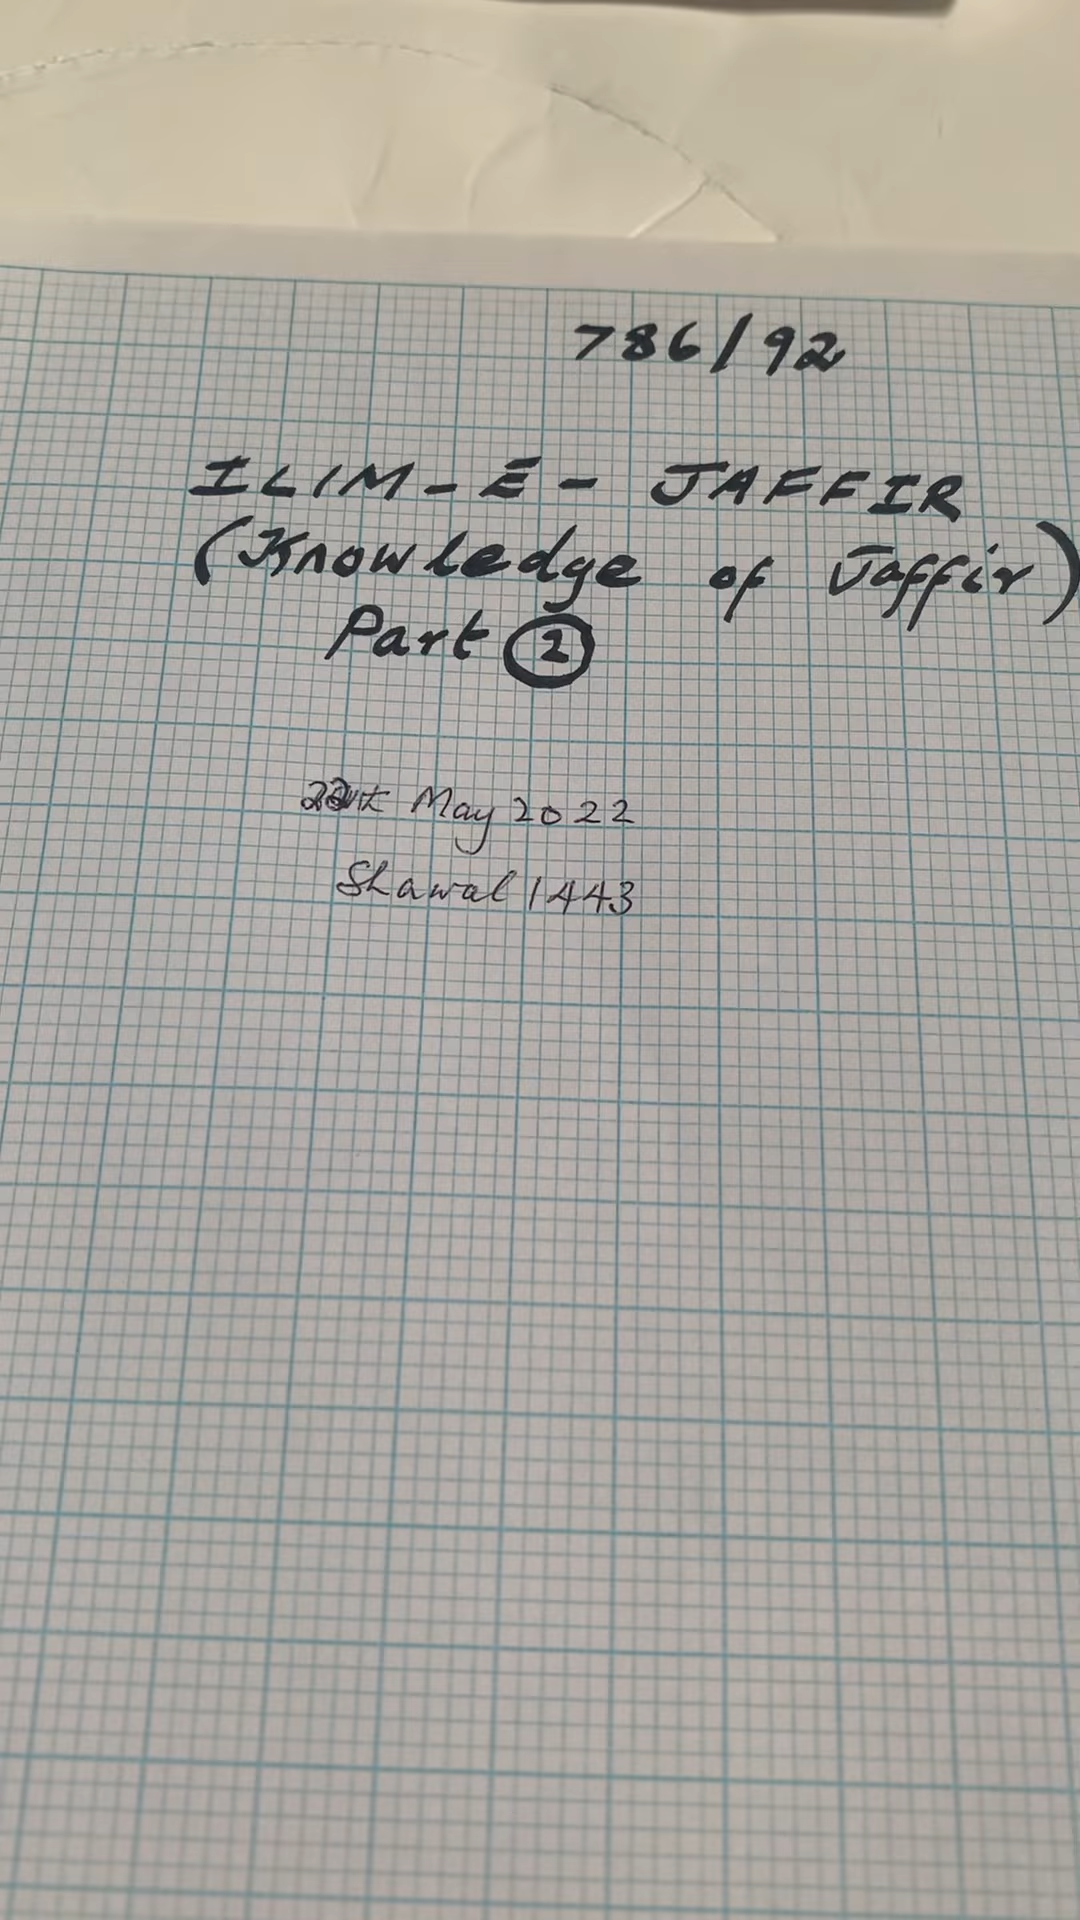 786/92
ILIM-E-JAFFIR
(Knowledge of Jaffir)
Part 2
May 2022
Shawal 1443